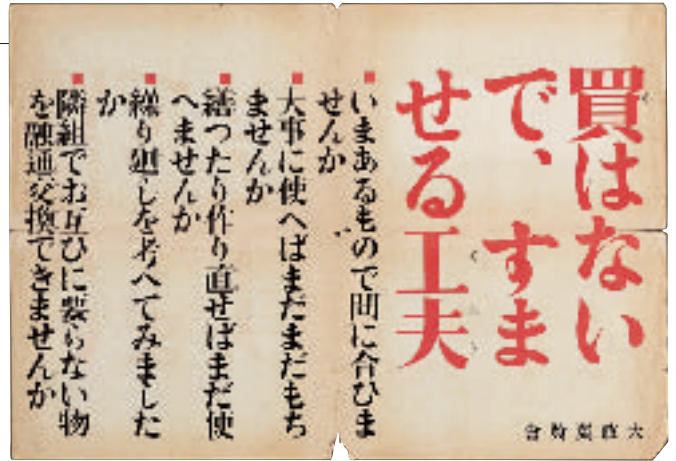 買はない
で、すま
せる工夫
■いまあるもので間に合ひま
せんか
■大事に使へばまだまだもち
ませんか
■繕つたり作り直せばまだ使
へませんか
■繰り廻しを考へてみました
か
■隣組でお互ひに要らない物
を融通交換できませんか
大政翼賛會